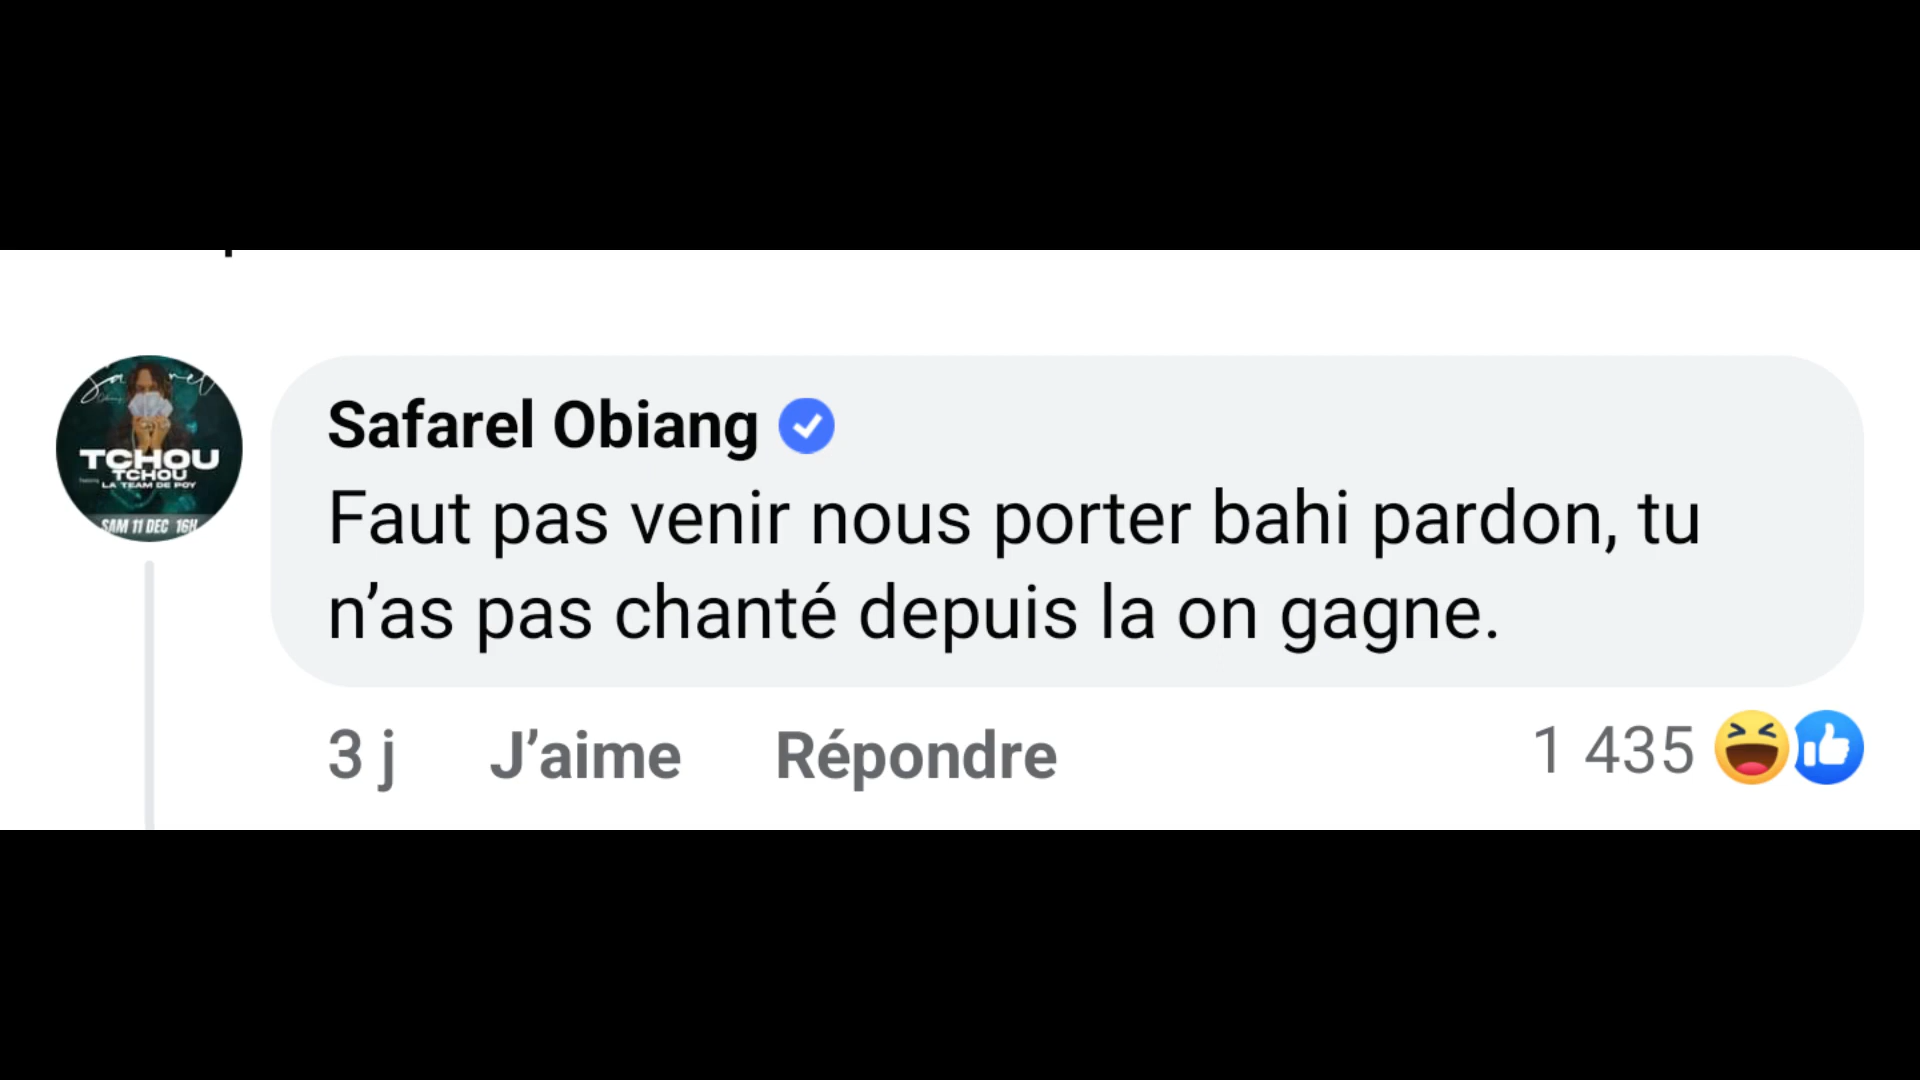 TCHOU
TCHOU
LA TEAM DE POY
SAM 11 DEC 16H
Safarel Obiang
Faut pas venir nous porter bahi pardon, tu
n’as pas chanté depuis la on gagne.
3 j J’aime Répondre 1 435